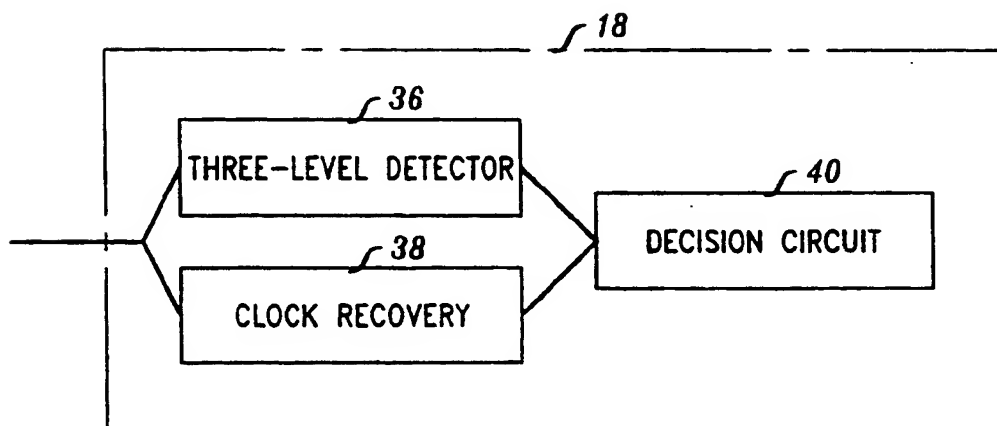 18
36
THREE-LEVEL DETECTOR
40
DECISION CIRCUIT
38
CLOCK RECOVERY